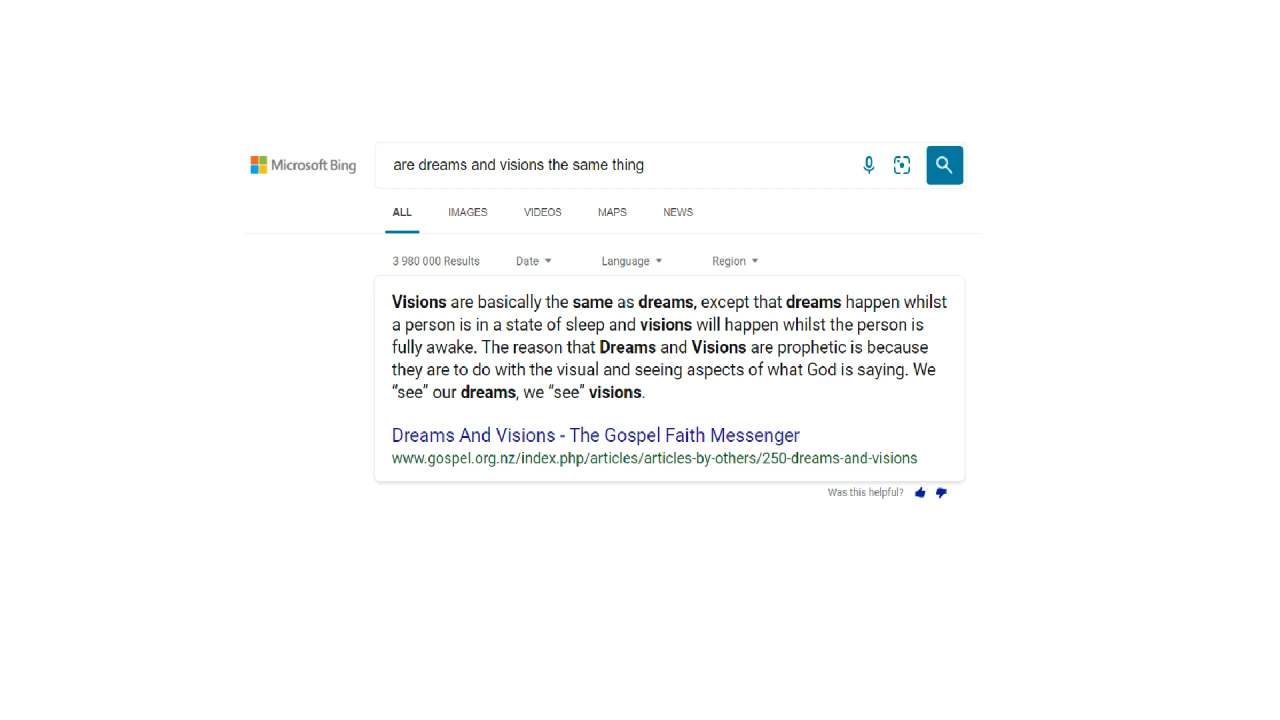 Microsoft Bing
are dreams and visions the same thing
ALL IMAGES VIDEOS MAPS NEWS
3 980 000 Results Date Language Region
Visions are basically the same as dreams, except that dreams happen whilst
a person is in a state of sleep and visions will happen whilst the person is
fully awake. The reason that Dreams and Visions are prophetic is because
they are to do with the visual and seeing aspects of what God is saying. We
“see” our dreams, we “see” visions.
Dreams And Visions - The Gospel Faith Messenger
www.gospel.org.nz/index.php/articles/articles-by-others/250-dreams-and-visions
Was this helpful?